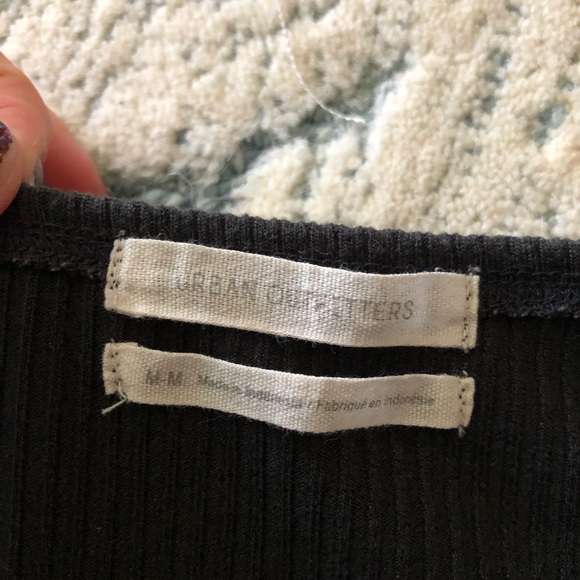 URBAN OUTFITTERS
M-M Made in Indonesia / Fabriqué en Indonésie